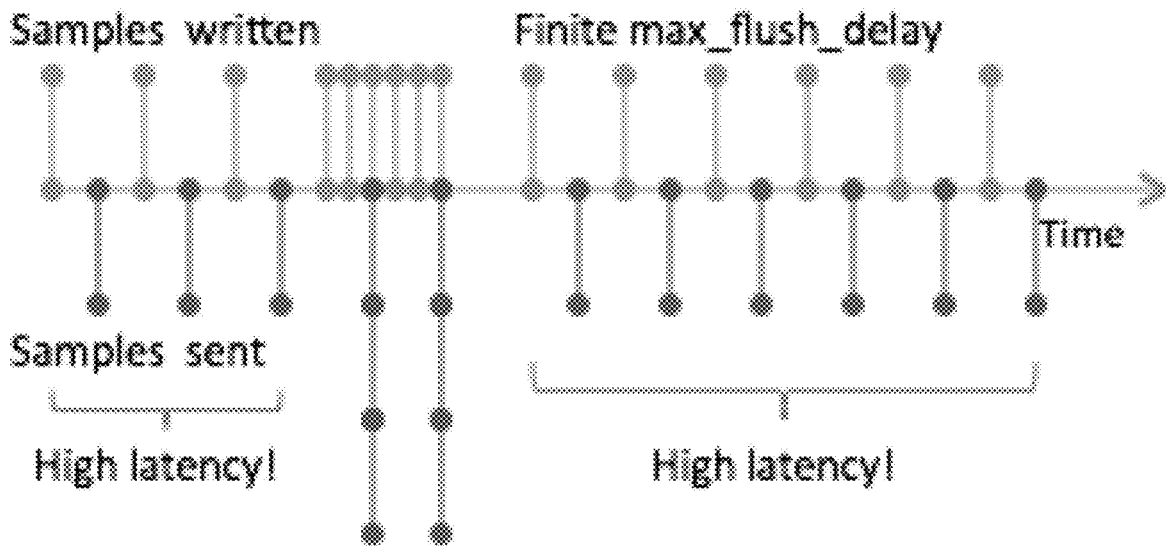 Samples written
Finite max_flush_delay
Time
Samples sent
High latency!
High latency!